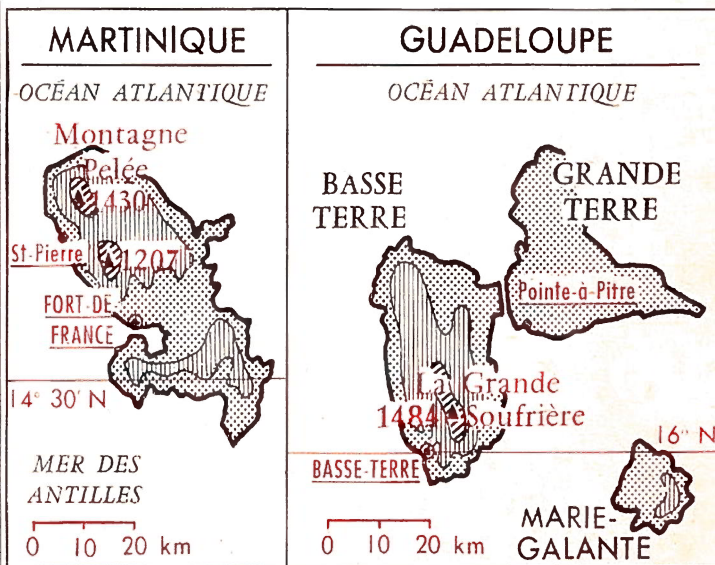 MARTINIQUE
OCÉAN ATLANTIQUE
Montagne
Pelée
1430
St-Pierre
1207
FORT-DE
FRANCE
14° 30' N
MER DES
ANTILLES
0 10 20 km
GUADELOUPE
OCÉAN ATLANTIQUE
BASSE
TERRE
GRANDE
TERRE
Pointe-à-Pitre
La Grande
1484 Soufrière
16° N
BASSE-TERRE
MARIE-
GALANTE
0 10 20 km